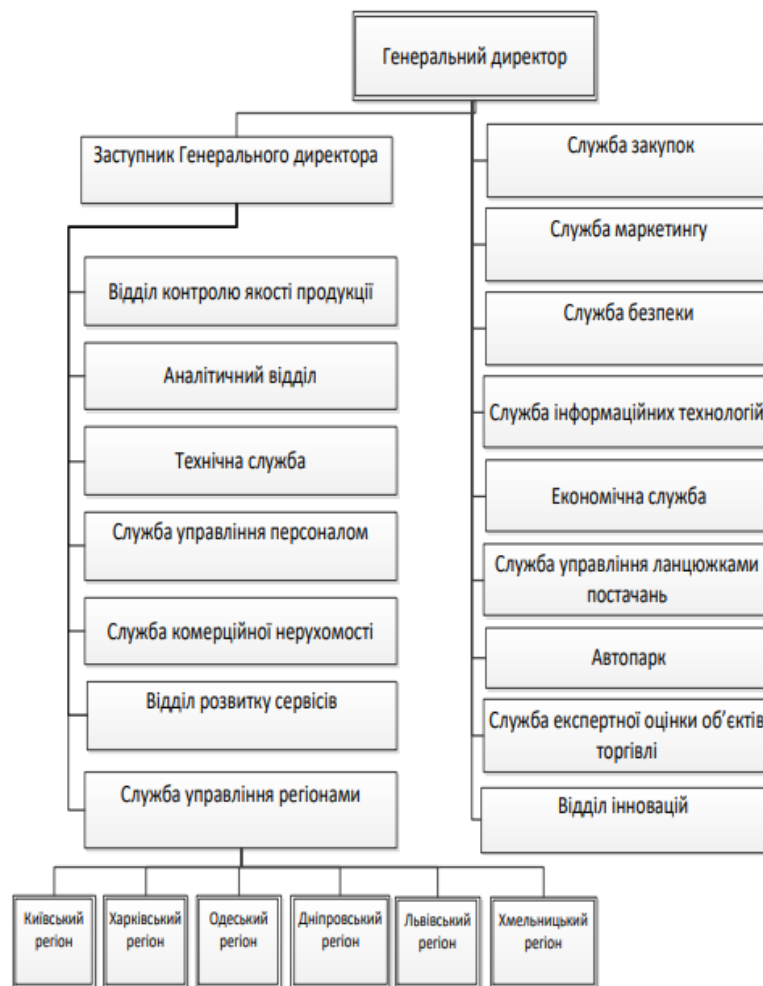 Генеральний директор
Заступник Генерального директора
Відділ контролю якості продукції
Аналітичний відділ
Технічна служба
Служба управління персоналом
Служба комерційної нерухомості
Відділ розвитку сервісів
Служба управління регіонами
Київський
регіон
Харківський
регіон
Одеський
регіон
Дніпровський
регіон
Львівський
регіон
Хмельницький
регіон
Служба закупок
Служба маркетингу
Служба безпеки
Служба інформаційних технологій
Економічна служба
Служба управління ланцюжками
постачань
Автопарк
Служба експертної оцінки об’єктів
торгівлі
Відділ інновацій